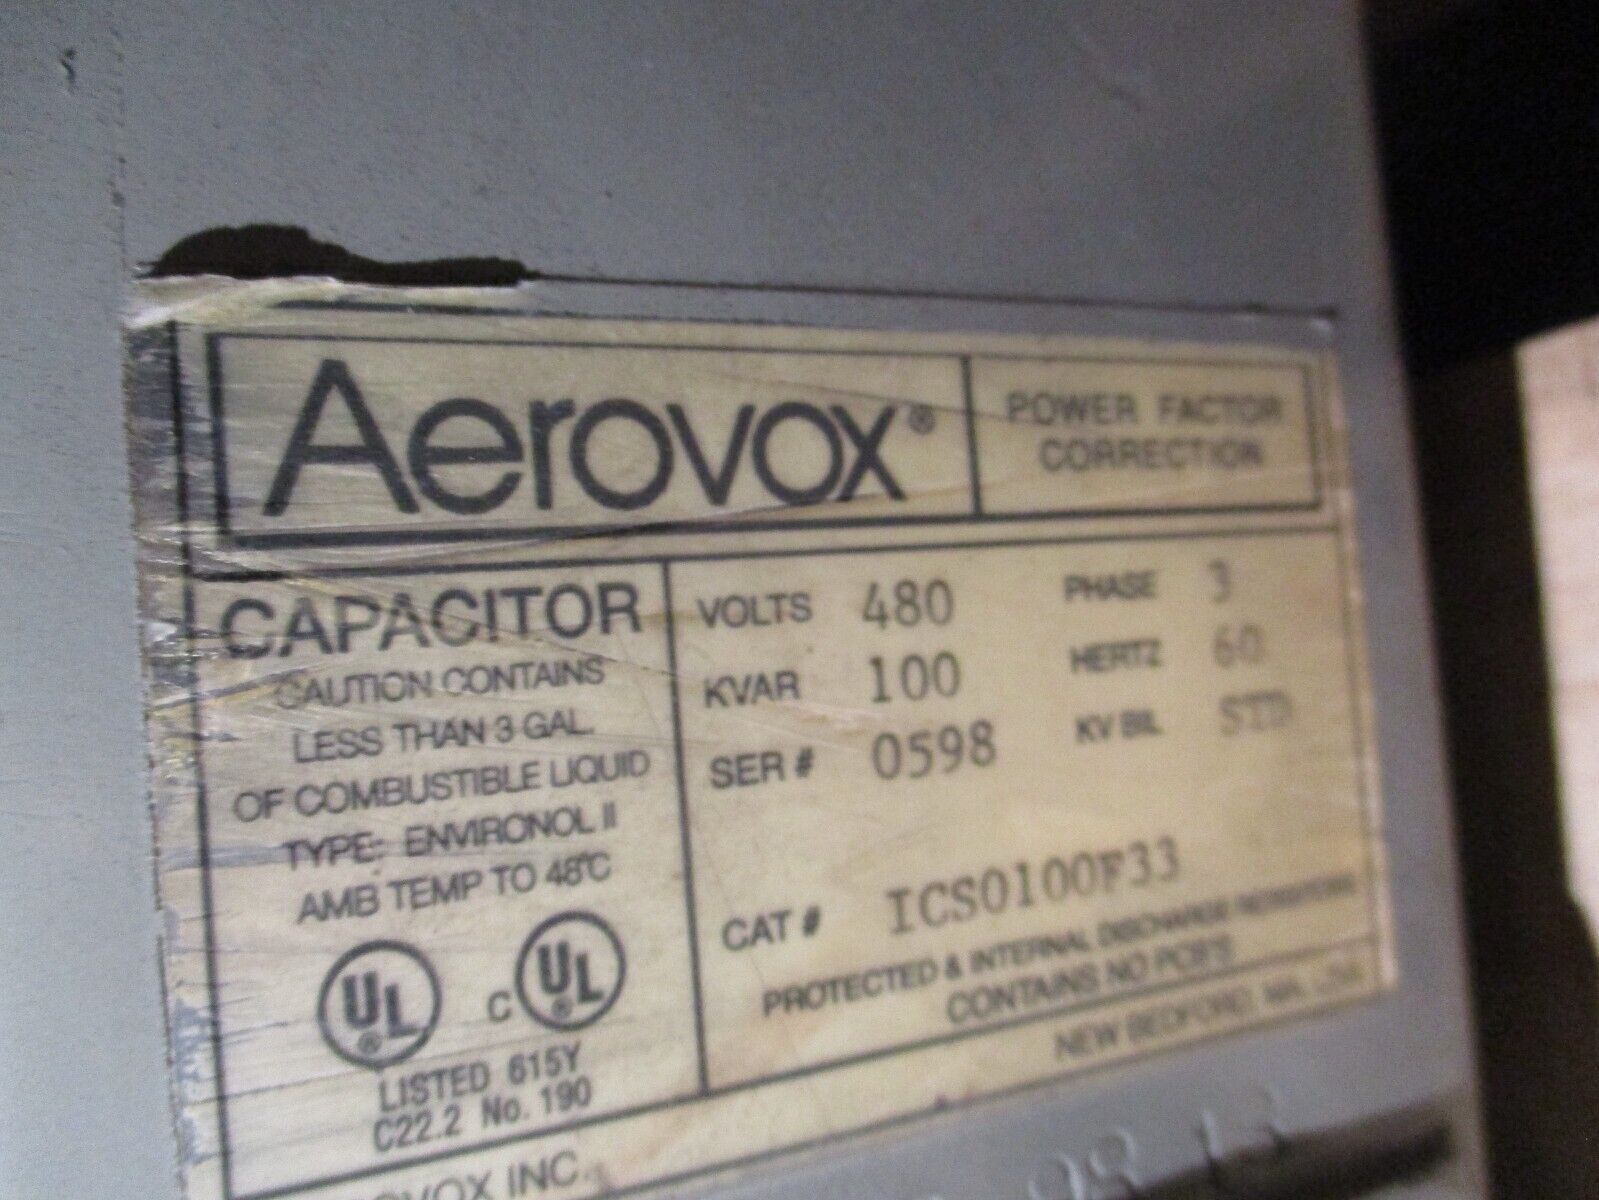 Aerovox®
POWER FACTOR
CORRECTION
CAPACITOR
CAUTION CONTAINS
LESS THAN 3 GAL.
OF COMBUSTIBLE LIQUID
TYPE: ENVIRONOL II
AMB TEMP TO 48°C
UL® C UL®
LISTED 615Y
C22.2 No. 190
VOLTS 480 PHASE 3
KVAR 100 HERTZ 60
SER # 0598 KV BIL STD
CAT # ICS0100F33
PROTECTED & INTERNAL DISCHARGE RESISTORS
CONTAINS NO PCB'S
NEW BEDFORD, MA, USA
OVOX INC.